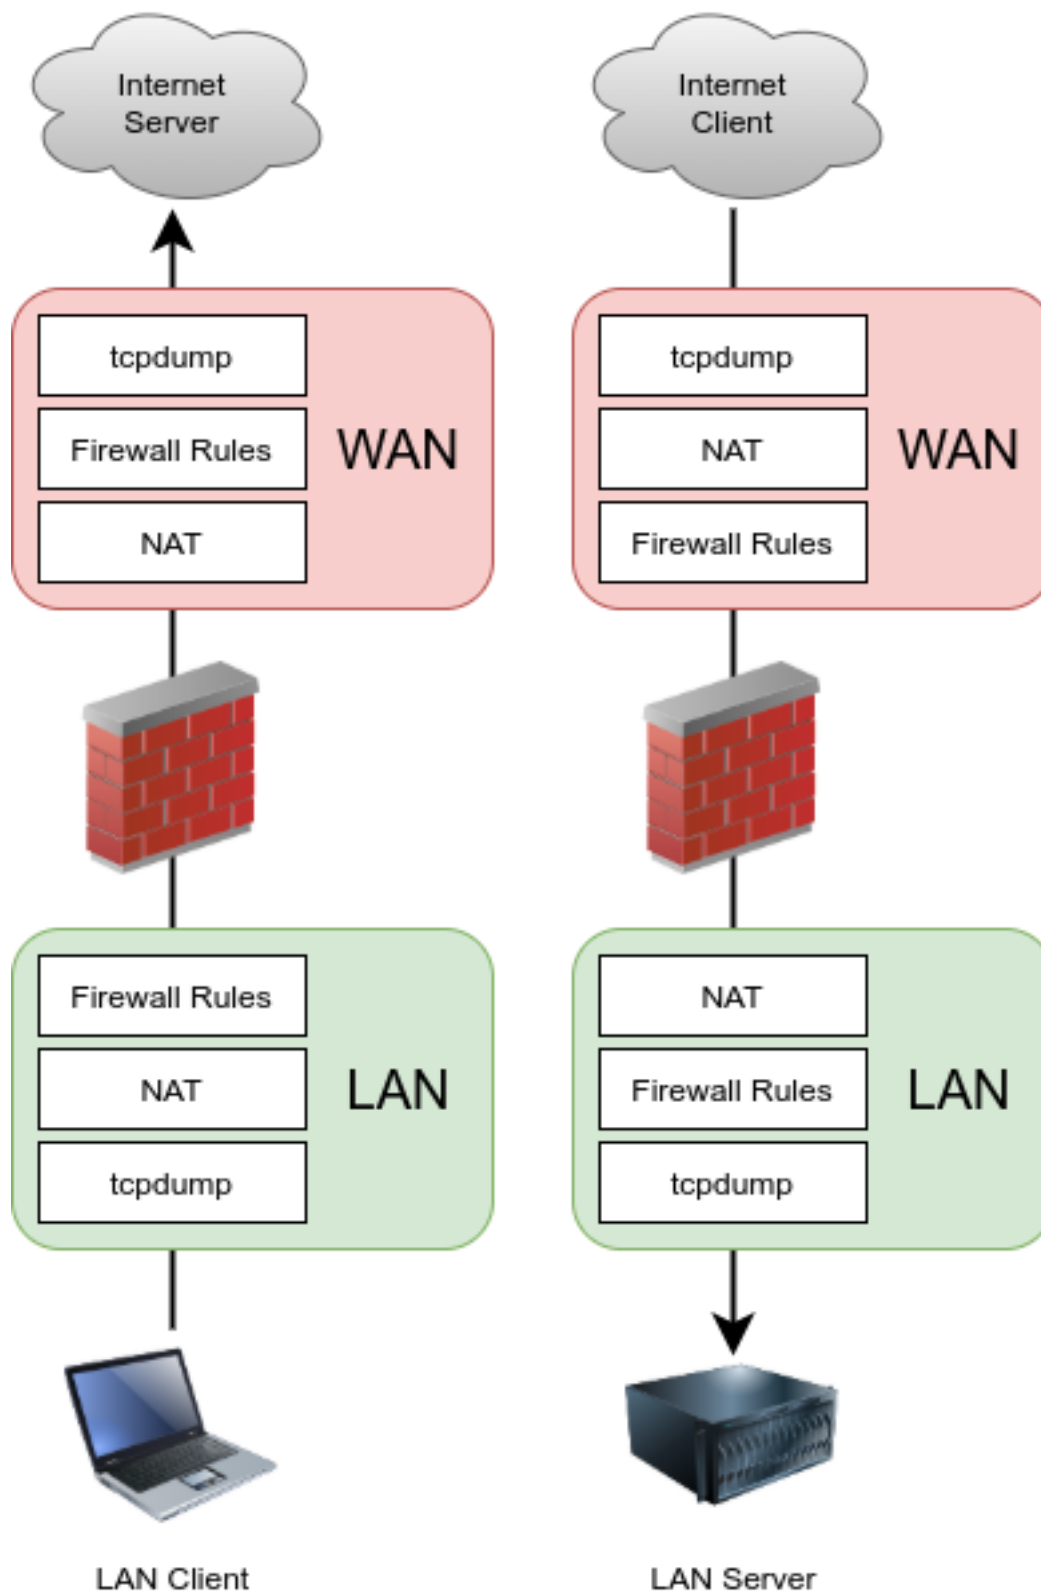 Internet
Server
tcpdump
Firewall Rules
NAT
WAN
Firewall Rules
NAT
tcpdump
LAN
LAN Client
Internet
Client
tcpdump
NAT
Firewall Rules
WAN
NAT
Firewall Rules
tcpdump
LAN
LAN Server